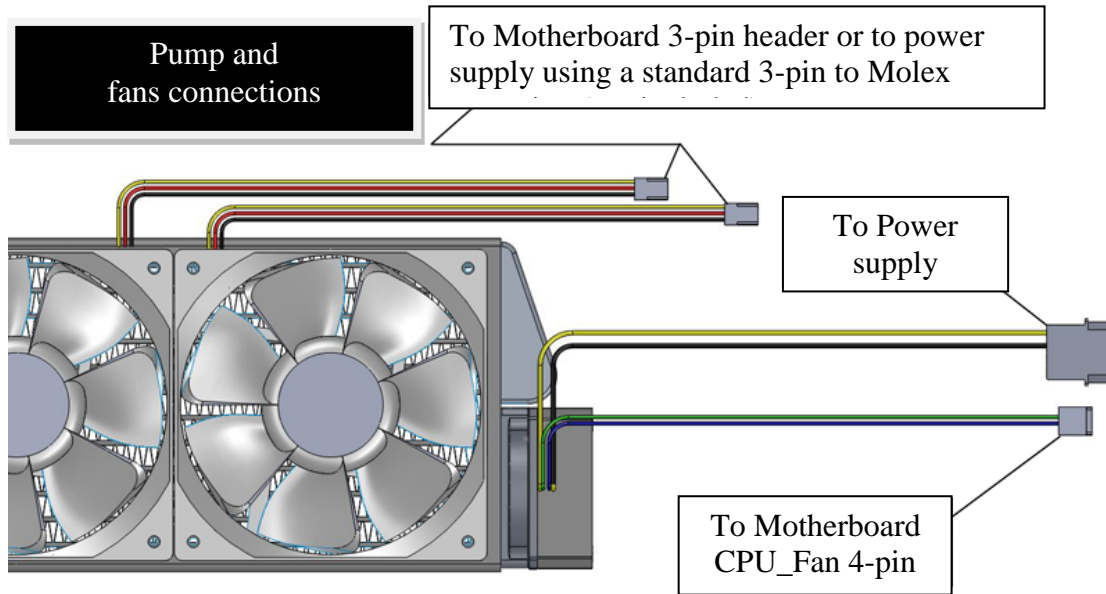 Pump and
fans connections
To Motherboard 3-pin header or to power
supply using a standard 3-pin to Molex
To Power
supply
To Motherboard
CPU_Fan 4-pin